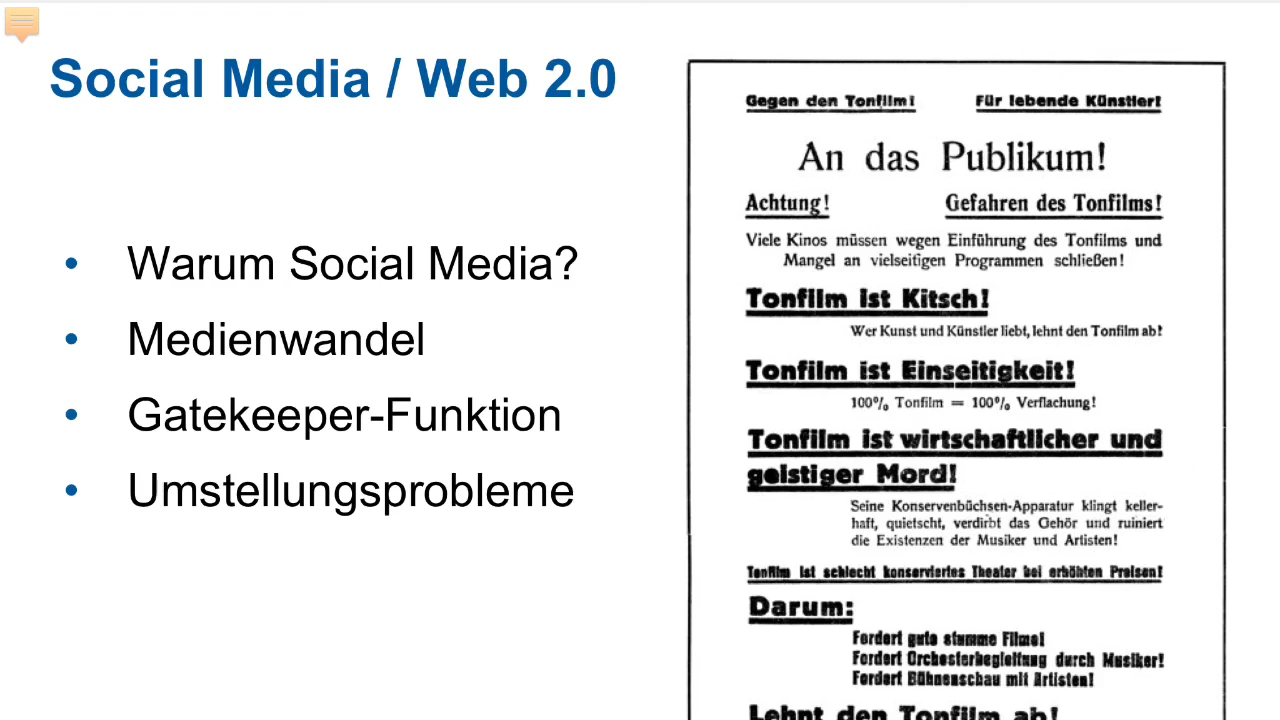 Social Media / Web 2.0
• Warum Social Media?
• Medienwandel
• Gatekeeper-Funktion
• Umstellungsprobleme
Gegen den Tonfilm! Für lebende Künstler!
An das Publikum!
Achtung! Gefahren des Tonfilms!
Viele Kinos müssen wegen Einführung des Tonfilms und
Mangel an vielseitigen Programmen schließen!
Tonfilm ist Kitsch!
Wer Kunst und Künstler liebt, lehnt den Tonfilm ab!
Tonfilm ist Einseitigkeit!
100% Tonfilm = 100% Verflachung!
Tonfilm ist wirtschaftlicher und
geistiger Mord!
Seine Konservenbüchsen-Apparatur klingt keller-
haft, quietscht, verdirbt das Gehör und ruiniert
die Existenzen der Musiker und Artisten!
Tonfilm ist schlecht konserviertes Theater bei erhöhten Preisen!
Darum:
Fordert gute stumme Filme!
Fordert Orchesterbegleitung durch Musiker!
Fordert Bühnenschau mit Artisten!
Lehnt den Tonfilm ab!